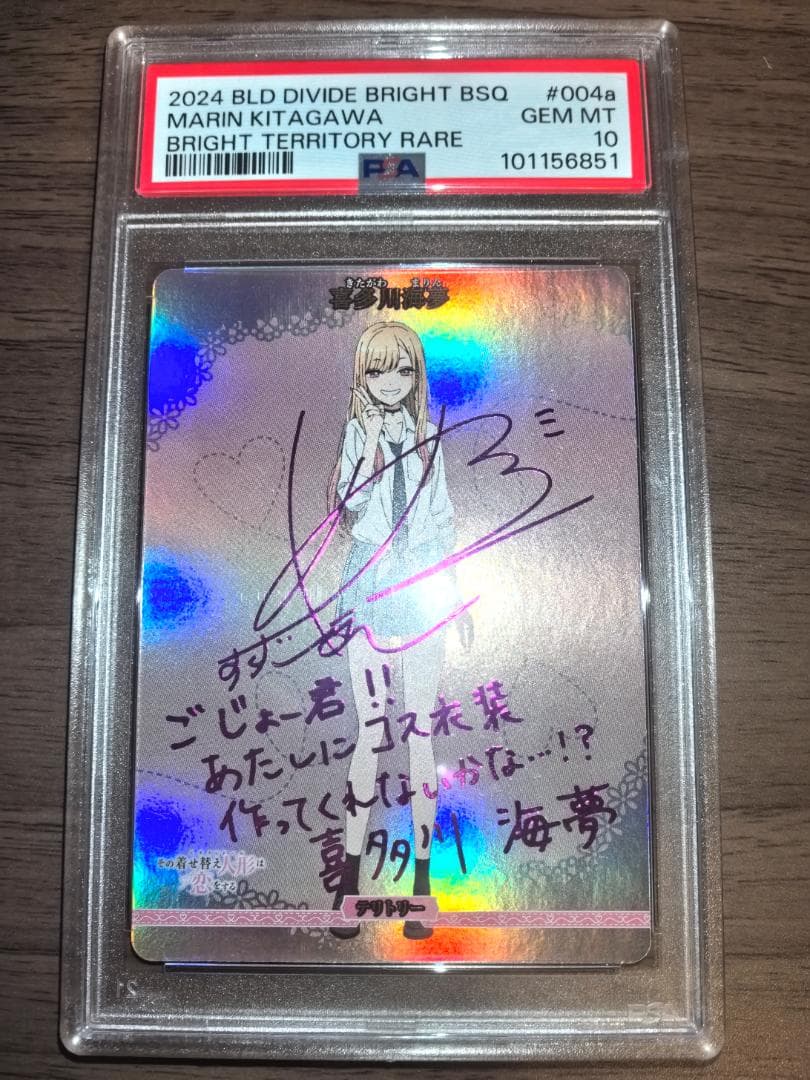 2024 BLD DIVIDE BRIGHT BSQ #004a
MARIN KITAGAWA GEM MT
BRIGHT TERRITORY RARE 10
PSA 101156851
きたがわ まりん
喜多川海夢
ごじょー君!!
あたしにコス衣装
作ってくれないかな…!?
喜多川 海夢
その着せ替え人形は
恋をする
テリトリー
PSA